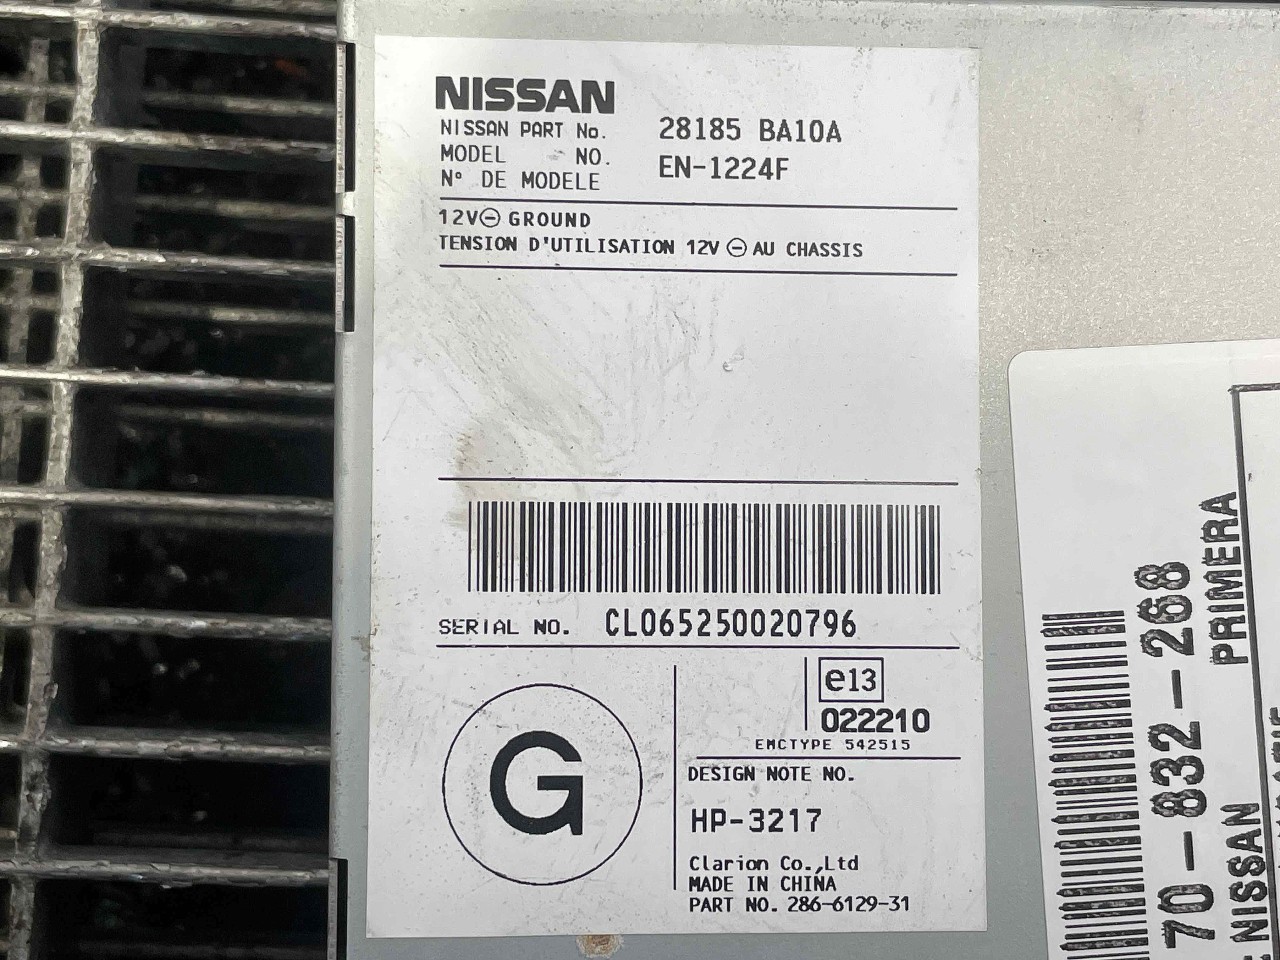 NISSAN
NISSAN PART No. 28185 BA10A
MODEL NO. EN-1224F
N° DE MODELE
12V⊖ GROUND
TENSION D'UTILISATION 12V ⊖ AU CHASSIS
SERIAL NO. CL065250020796
G
e13
022210
EMCTYPE 542515
DESIGN NOTE NO.
HP-3217
Clarion Co.,Ltd
MADE IN CHINA
PART NO. 286-6129-31
70-832-268
PRIMERA
NISSAN